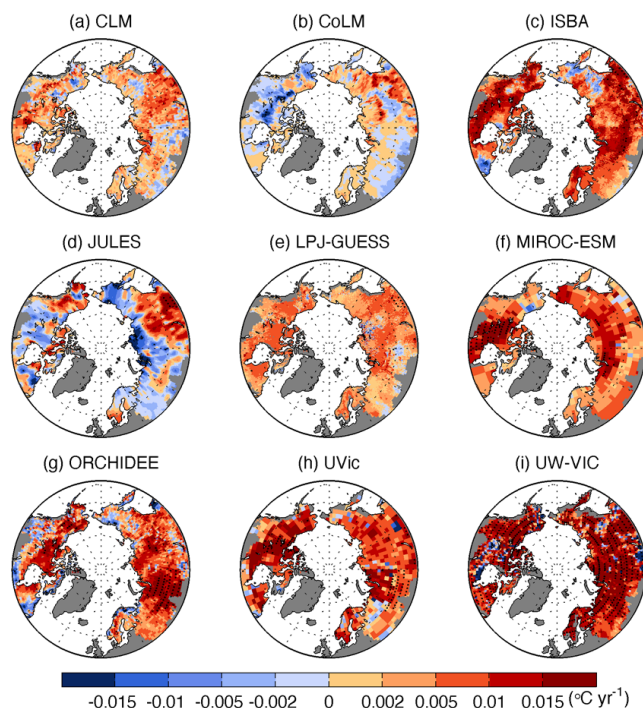 (a) CLM
(b) CoLM
(c) ISBA
(d) JULES
(e) LPJ-GUESS
(f) MIROC-ESM
(g) ORCHIDEE
(h) UVic
(i) UW-VIC
-0.015 -0.01 -0.005 -0.002 0 0.002 0.005 0.01 0.015 (°C yr⁻¹)